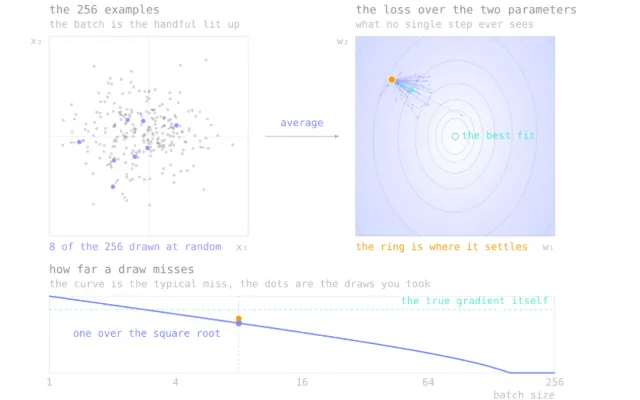 the 256 examples
the batch is the handful lit up
x₂
8 of the 256 drawn at random
x₁
average
the loss over the two parameters
what no single step ever sees
w₂
the best fit
the ring is where it settles
w₁
how far a draw misses
the curve is the typical miss, the dots are the draws you took
the true gradient itself
one over the square root
1 4 16 64 256
batch size